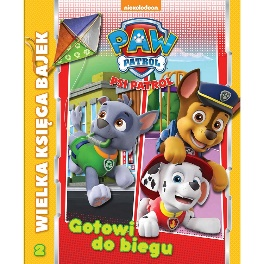 nickelodeon
PAW
PATROL
PSI PATROL
WIELKA KSIĘGA BAJEK
2
Gotowi
do biegu